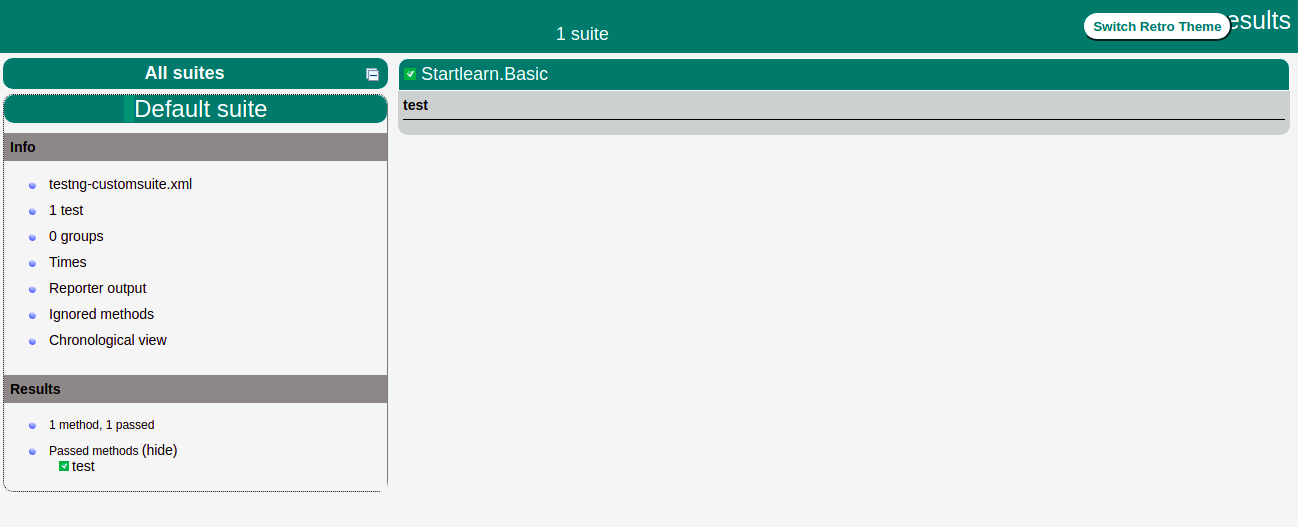 1 suite
Switch Retro Theme
esults
All suites
Default suite
Info
testng-customsuite.xml
1 test
0 groups
Times
Reporter output
Ignored methods
Chronological view
Results
1 method, 1 passed
Passed methods (hide)
test
Startlearn.Basic
test